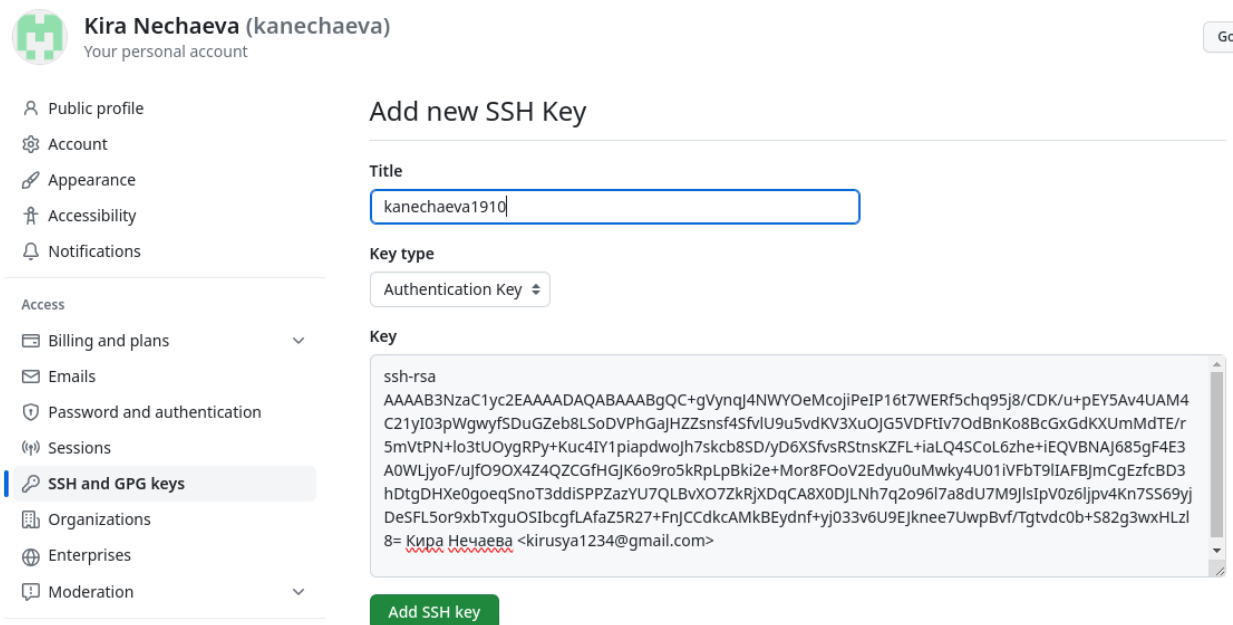 Kira Nechaeva (kanechaeva)
Your personal account
Go
Public profile
Account
Appearance
Accessibility
Notifications
Access
Billing and plans
Emails
Password and authentication
Sessions
SSH and GPG keys
Organizations
Enterprises
Moderation
Add new SSH Key
Title
kanechaeva1910
Key type
Authentication Key
Key
ssh-rsa
AAAAB3NzaC1yc2EAAAADAQABAAABgQC+gVynqJ4NWYOeMcojiPeIP16t7WERf5chq95j8/CDK/u+pEY5Av4UAM4
C21yI03pWgwyfSDuGZeb8LSoDVPhGaJHZZsnsf4SfvlU9u5vdKV3XuOJG5VDFtIv7OdBnKo8BcGxGdKXUmMdTE/r
5mVtPN+lo3tUOygRPy+Kuc4IY1piapdwoJh7skcb8SD/yD6XSfvsRStnsKZFL+iaLQ4SCoL6zhe+iEQVBNAJ685gF4E3
A0WLjyoF/uJfO9OX4Z4QZCGfHGJK6o9ro5kRpLpBki2e+Mor8FOoV2Edyu0uMwky4U01iVFbT9lIAFBJmCgEzfcBD3
hDtgDHXe0goeqSnoT3ddiSPPZazYU7QLBvXO7ZkRjXDqCA8X0DJLNh7q2o96l7a8dU7M9JlsIpV0z6ljpv4Kn7SS69yj
DeSFL5or9xbTxguOSIbcgfLAfaZ5R27+FnJCCdkcAMkBEydnf+yj033v6U9EJknee7UwpBvf/Tgtvdc0b+S82g3wxHLzl
8= Кира Нечаева <kirusya1234@gmail.com>
Add SSH key